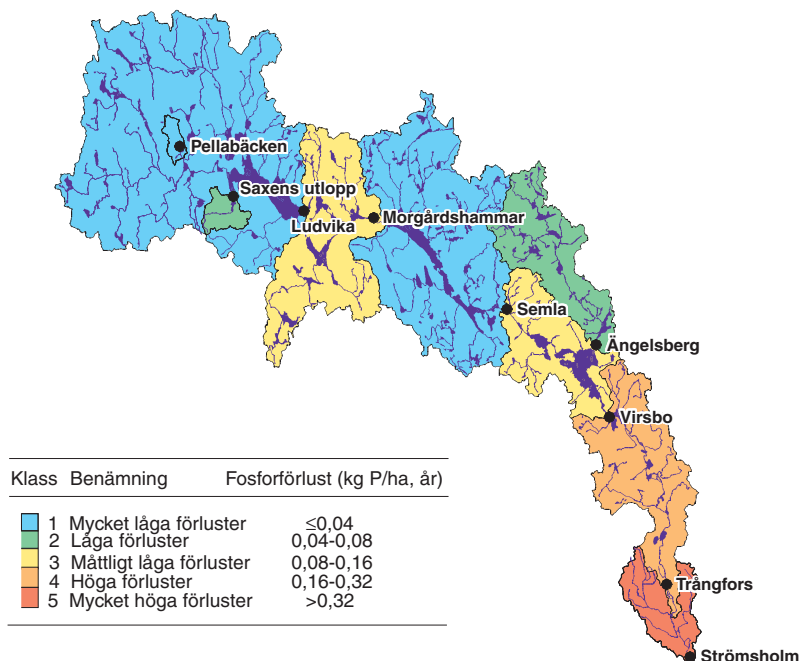 Pellabäcken
Saxens utlopp
Ludvika
Morgårdshammar
Semla
Ängelsberg
Virsbo
Klass Benämning Fosforförlust (kg P/ha, år)
1 Mycket låga förluster ≤0,04
2 Låga förluster 0,04-0,08
3 Måttligt låga förluster 0,08-0,16
4 Höga förluster 0,16-0,32
5 Mycket höga förluster >0,32
Trångfors
Strömsholm